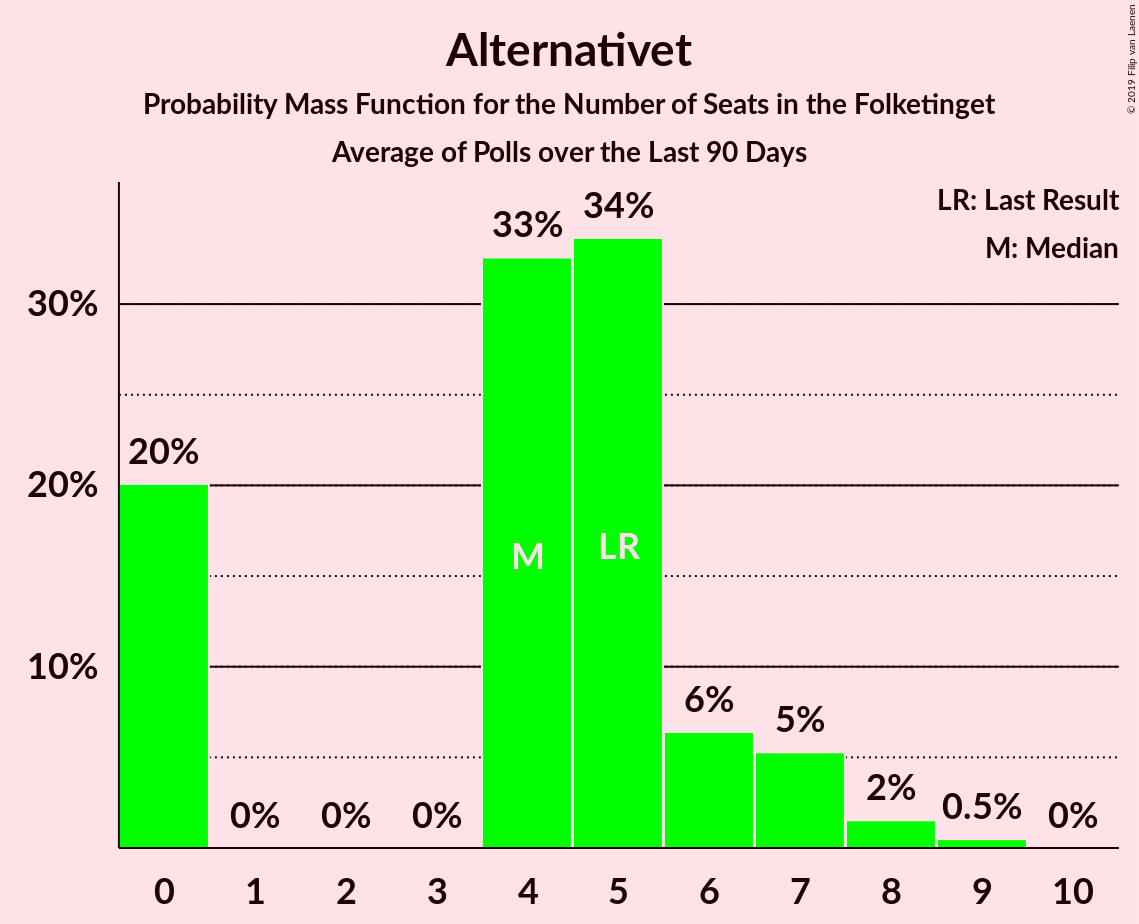 Alternativet
Probability Mass Function for the Number of Seats in the Folketinget
Average of Polls over the Last 90 Days
© 2019 Filip van Laenen
LR: Last Result
M: Median
34%
33%
30%
20%
20%
M
LR
10%
6%
5%
2%
0%
0%
0%
0.5%
0%
0 1 2 3 4 5 6 7 8 9 10